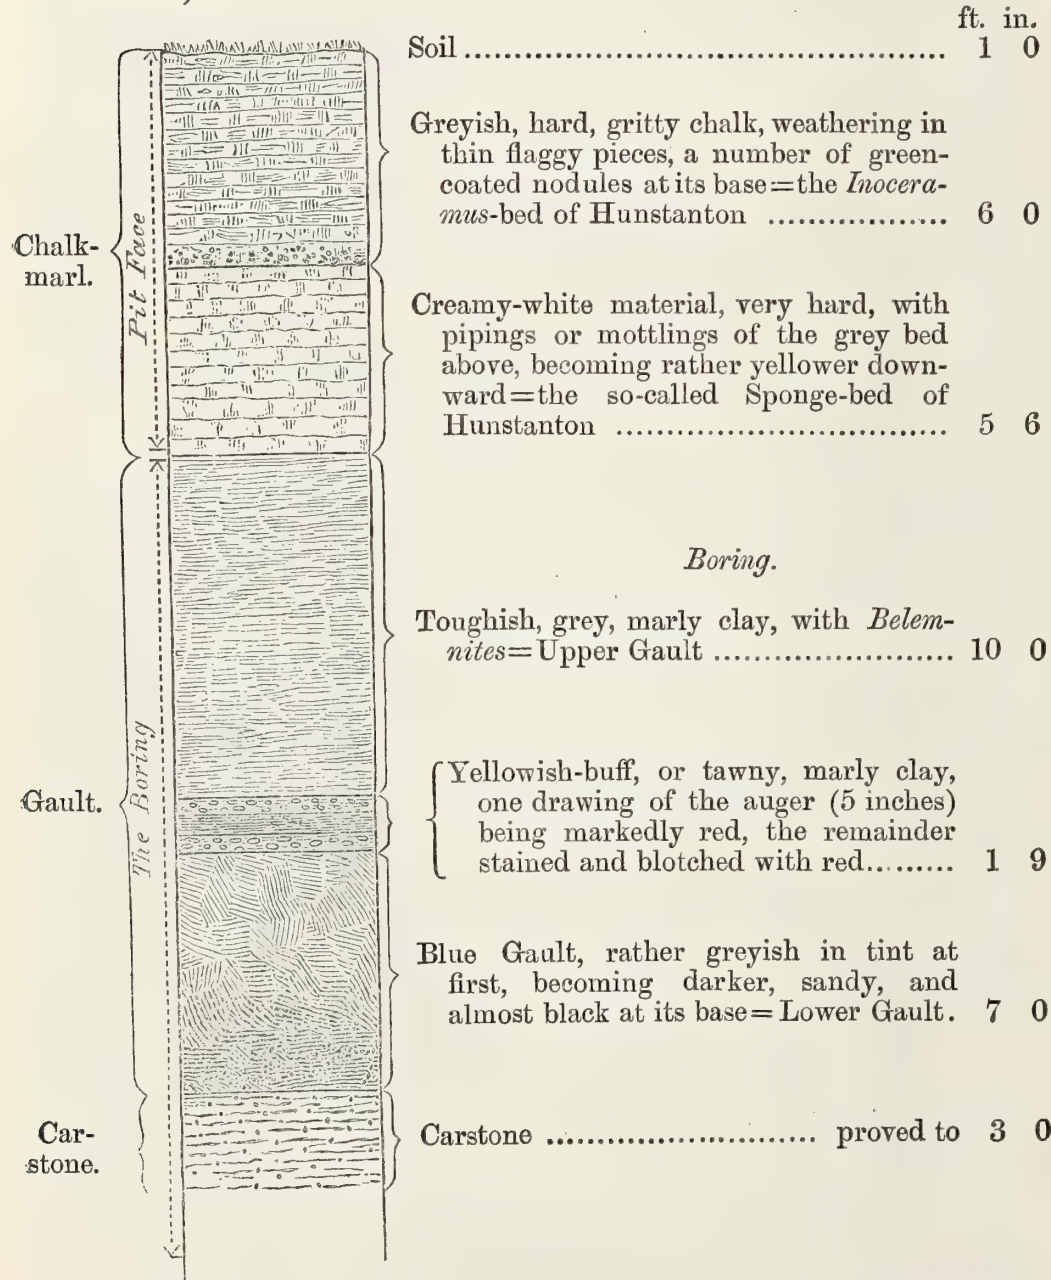 ft. in.
Soil ................................................ 1 0
Greyish, hard, gritty chalk, weathering in
thin flaggy pieces, a number of green-
coated nodules at its base=the Inocera-
mus-bed of Hunstanton .................. 6 0
Chalk-
marl.
Pit Face
Creamy-white material, very hard, with
pipings or mottlings of the grey bed
above, becoming rather yellower down-
ward=the so-called Sponge-bed of
Hunstanton ................................. 5 6
Boring.
Toughish, grey, marly clay, with Belem-
nites=Upper Gault ........................ 10 0
Gault.
The Boring
Yellowish-buff, or tawny, marly clay,
one drawing of the auger (5 inches)
being markedly red, the remainder
stained and blotched with red......... 1 9
Blue Gault, rather greyish in tint at
first, becoming darker, sandy, and
almost black at its base=Lower Gault. 7 0
Car-
stone.
Carstone ........................... proved to 3 0